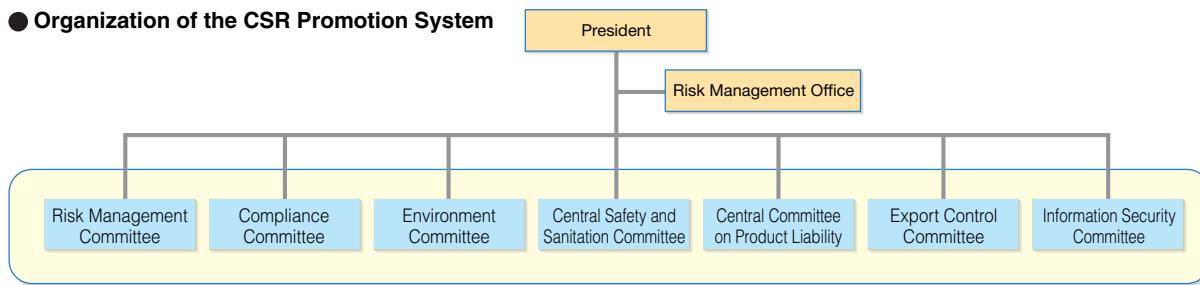 ● Organization of the CSR Promotion System
President
Risk Management Office
Risk Management
Committee
Compliance
Committee
Environment
Committee
Central Safety and
Sanitation Committee
Central Committee
on Product Liability
Export Control
Committee
Information Security
Committee